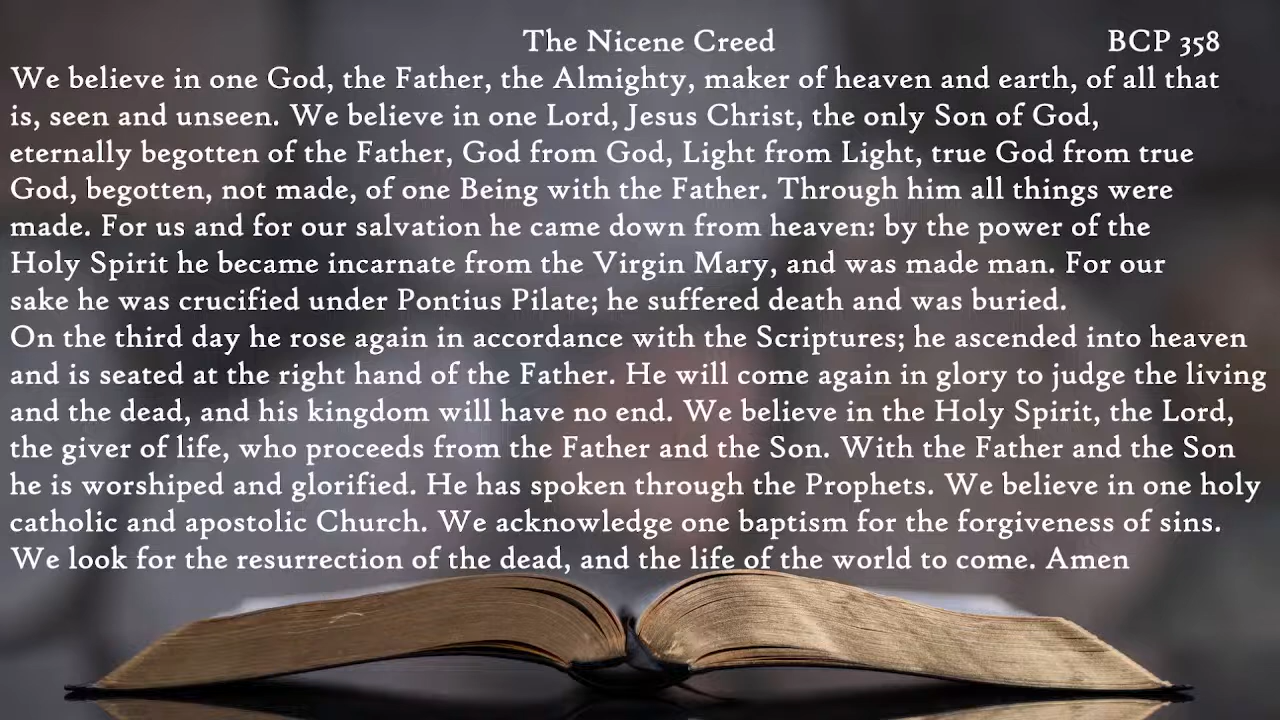 The Nicene Creed BCP 358
We believe in one God, the Father, the Almighty, maker of heaven and earth, of all that
is, seen and unseen. We believe in one Lord, Jesus Christ, the only Son of God,
eternally begotten of the Father, God from God, Light from Light, true God from true
God, begotten, not made, of one Being with the Father. Through him all things were
made. For us and for our salvation he came down from heaven: by the power of the
Holy Spirit he became incarnate from the Virgin Mary, and was made man. For our
sake he was crucified under Pontius Pilate; he suffered death and was buried.
On the third day he rose again in accordance with the Scriptures; he ascended into heaven
and is seated at the right hand of the Father. He will come again in glory to judge the living
and the dead, and his kingdom will have no end. We believe in the Holy Spirit, the Lord,
the giver of life, who proceeds from the Father and the Son. With the Father and the Son
he is worshiped and glorified. He has spoken through the Prophets. We believe in one holy
catholic and apostolic Church. We acknowledge one baptism for the forgiveness of sins.
We look for the resurrection of the dead, and the life of the world to come. Amen